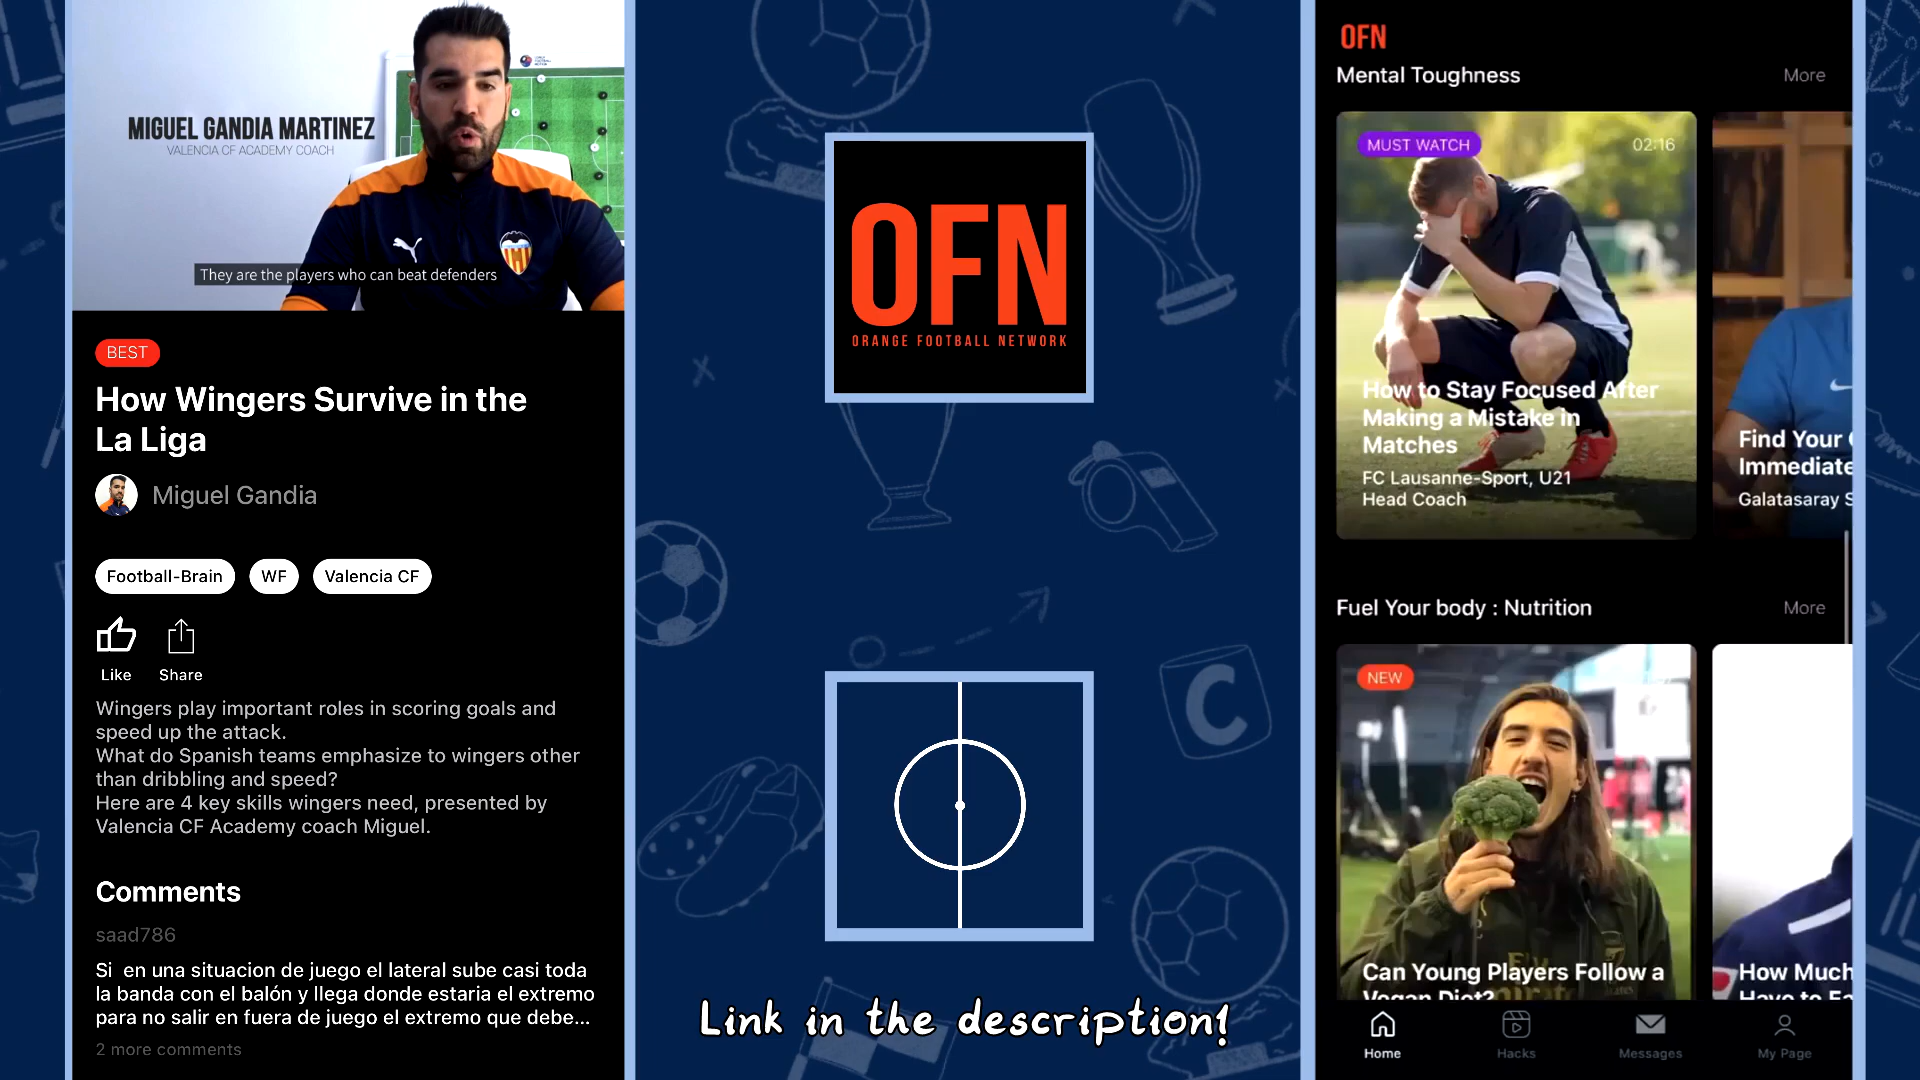 MIGUEL GANDIA MARTINEZ
VALENCIA CF ACADEMY COACH
They are the players who can beat defenders
BEST
How Wingers Survive in the
La Liga
Miguel Gandia
Football-Brain
WF
Valencia CF
Like
Share
Wingers play important roles in scoring goals and
speed up the attack.
What do Spanish teams emphasize to wingers other
than dribbling and speed?
Here are 4 key skills wingers need, presented by
Valencia CF Academy coach Miguel.
Comments
saad786
Si en una situacion de juego el lateral sube casi toda
la banda con el balón y llega donde estaria el extremo
para no salir en fuera de juego el extremo que debe...
2 more comments
OFN
ORANGE FOOTBALL NETWORK
C
Link in the description!
OFN
Mental Toughness
More
MUST WATCH
02:16
How to Stay Focused After
Making a Mistake in
Matches
FC Lausanne-Sport, U21
Head Coach
Find Your
Immediate
Galatasaray S
Fuel Your body : Nutrition
More
NEW
Can Young Players Follow a
Vegan Diet?
How Much
Have to Ea
Home
Hacks
Messages
My Page